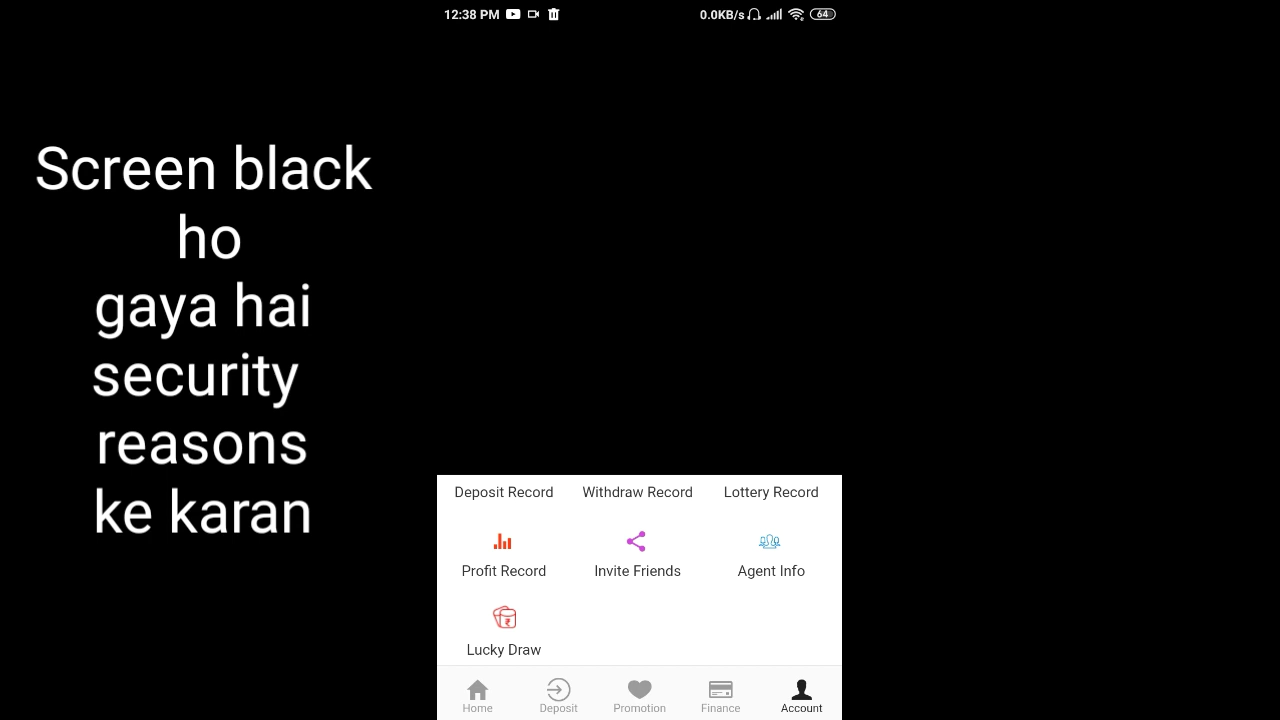 12:38 PM 0.0KB/s 64
Screen black
ho
gaya hai
security
reasons
ke karan
Deposit Record Withdraw Record Lottery Record
Profit Record Invite Friends Agent Info
Lucky Draw
Home Deposit Promotion Finance Account